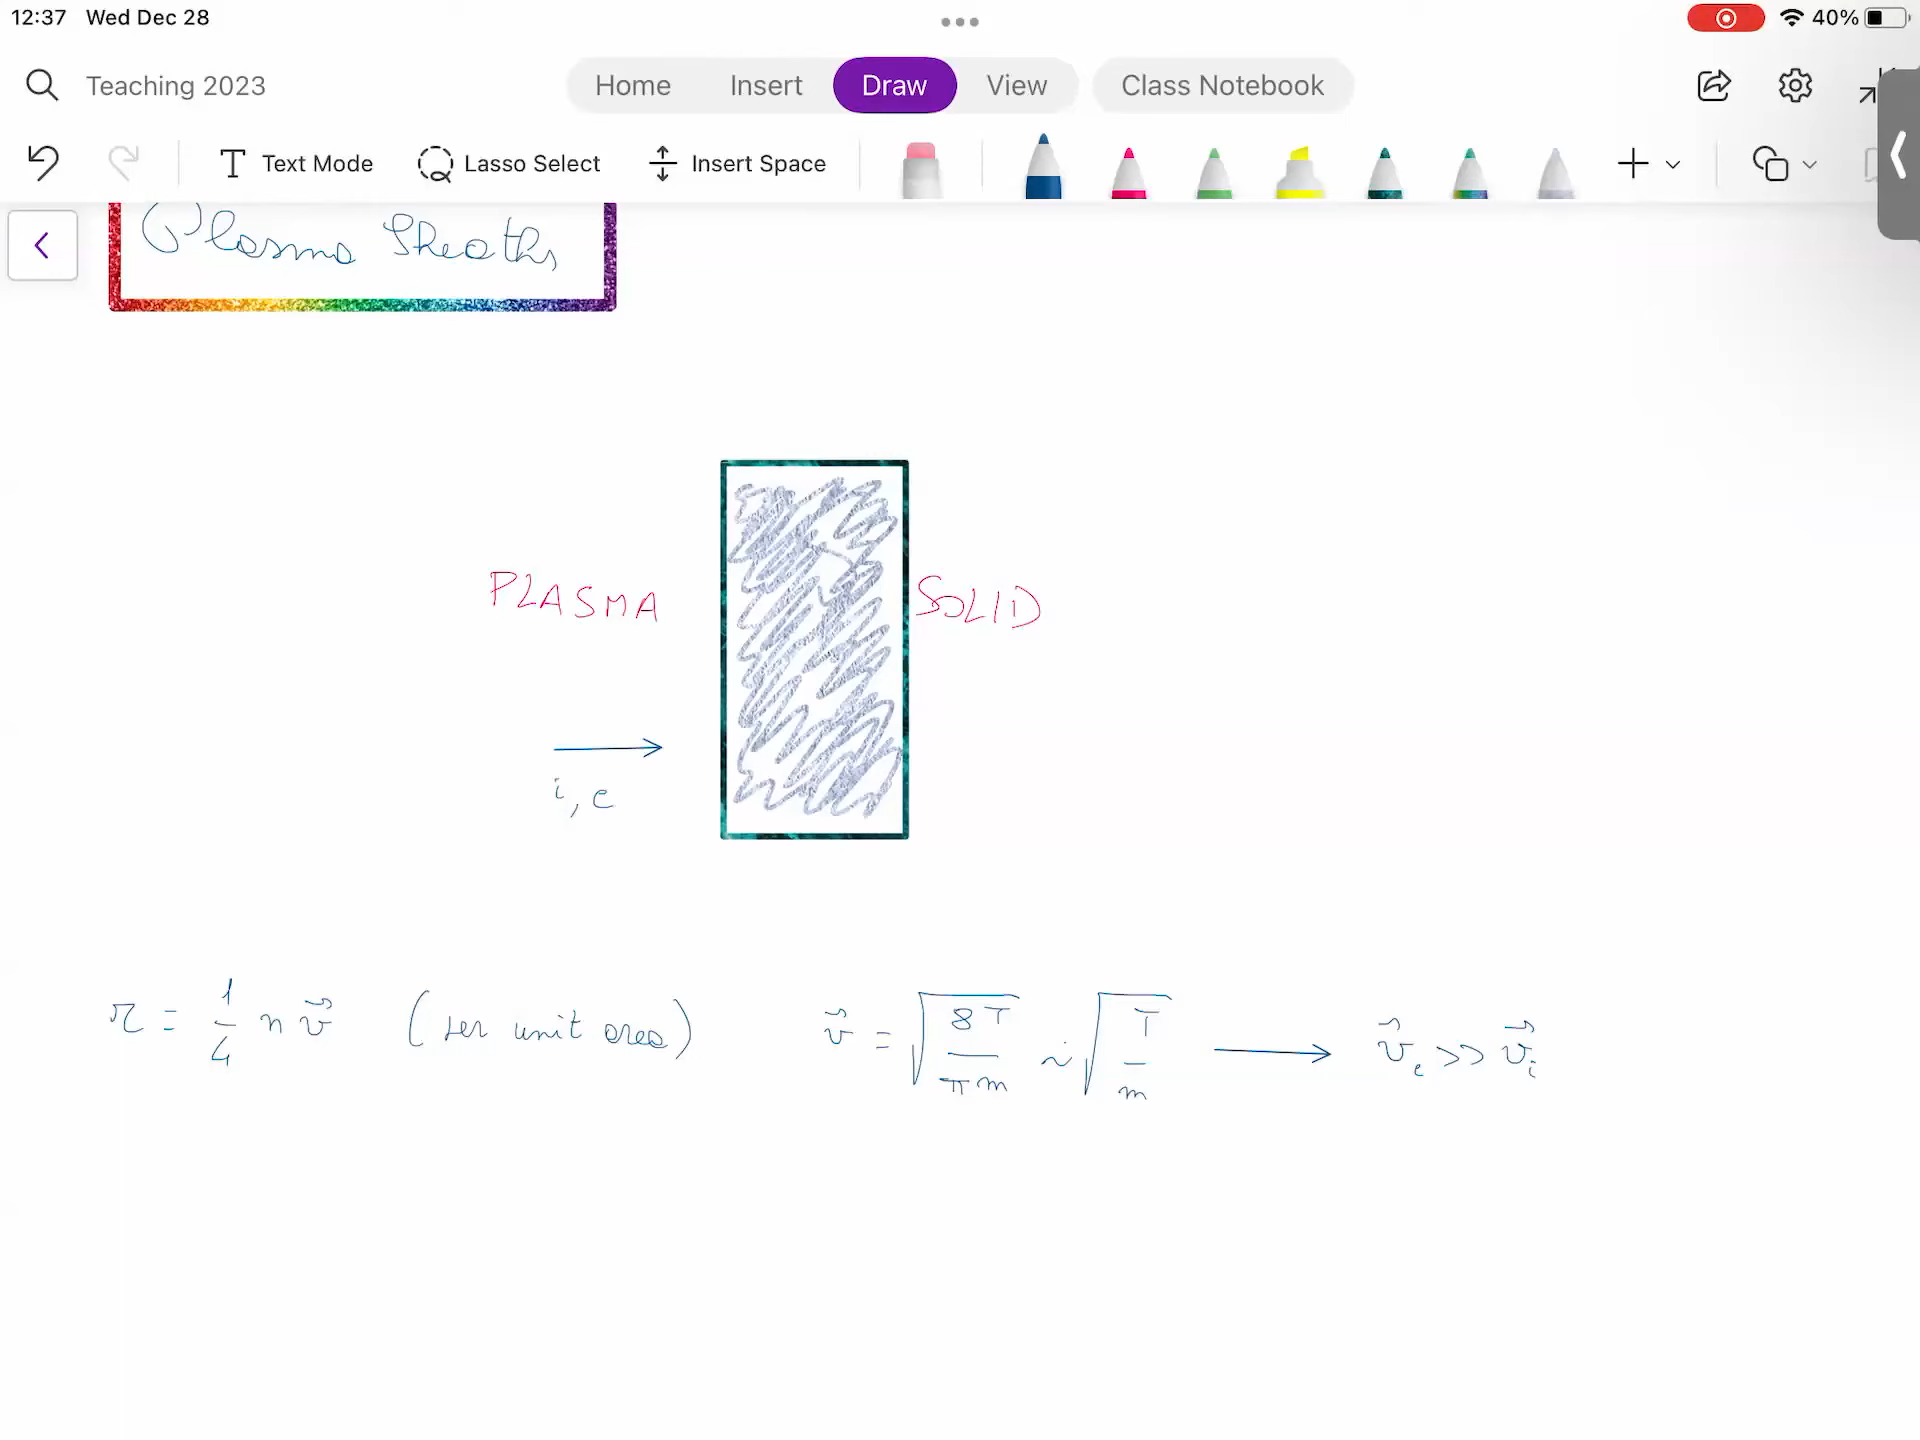 12:37 Wed Dec 28 40%
Teaching 2023 Home Insert Draw View Class Notebook
Text Mode Lasso Select Insert Space
Plasma Sheaths
PLASMA SOLID
i, e
r = 1/4 n v⃗ (per unit area) v⃗ = √(8T/πm) ~ √(T/m) → v⃗e >> v⃗i